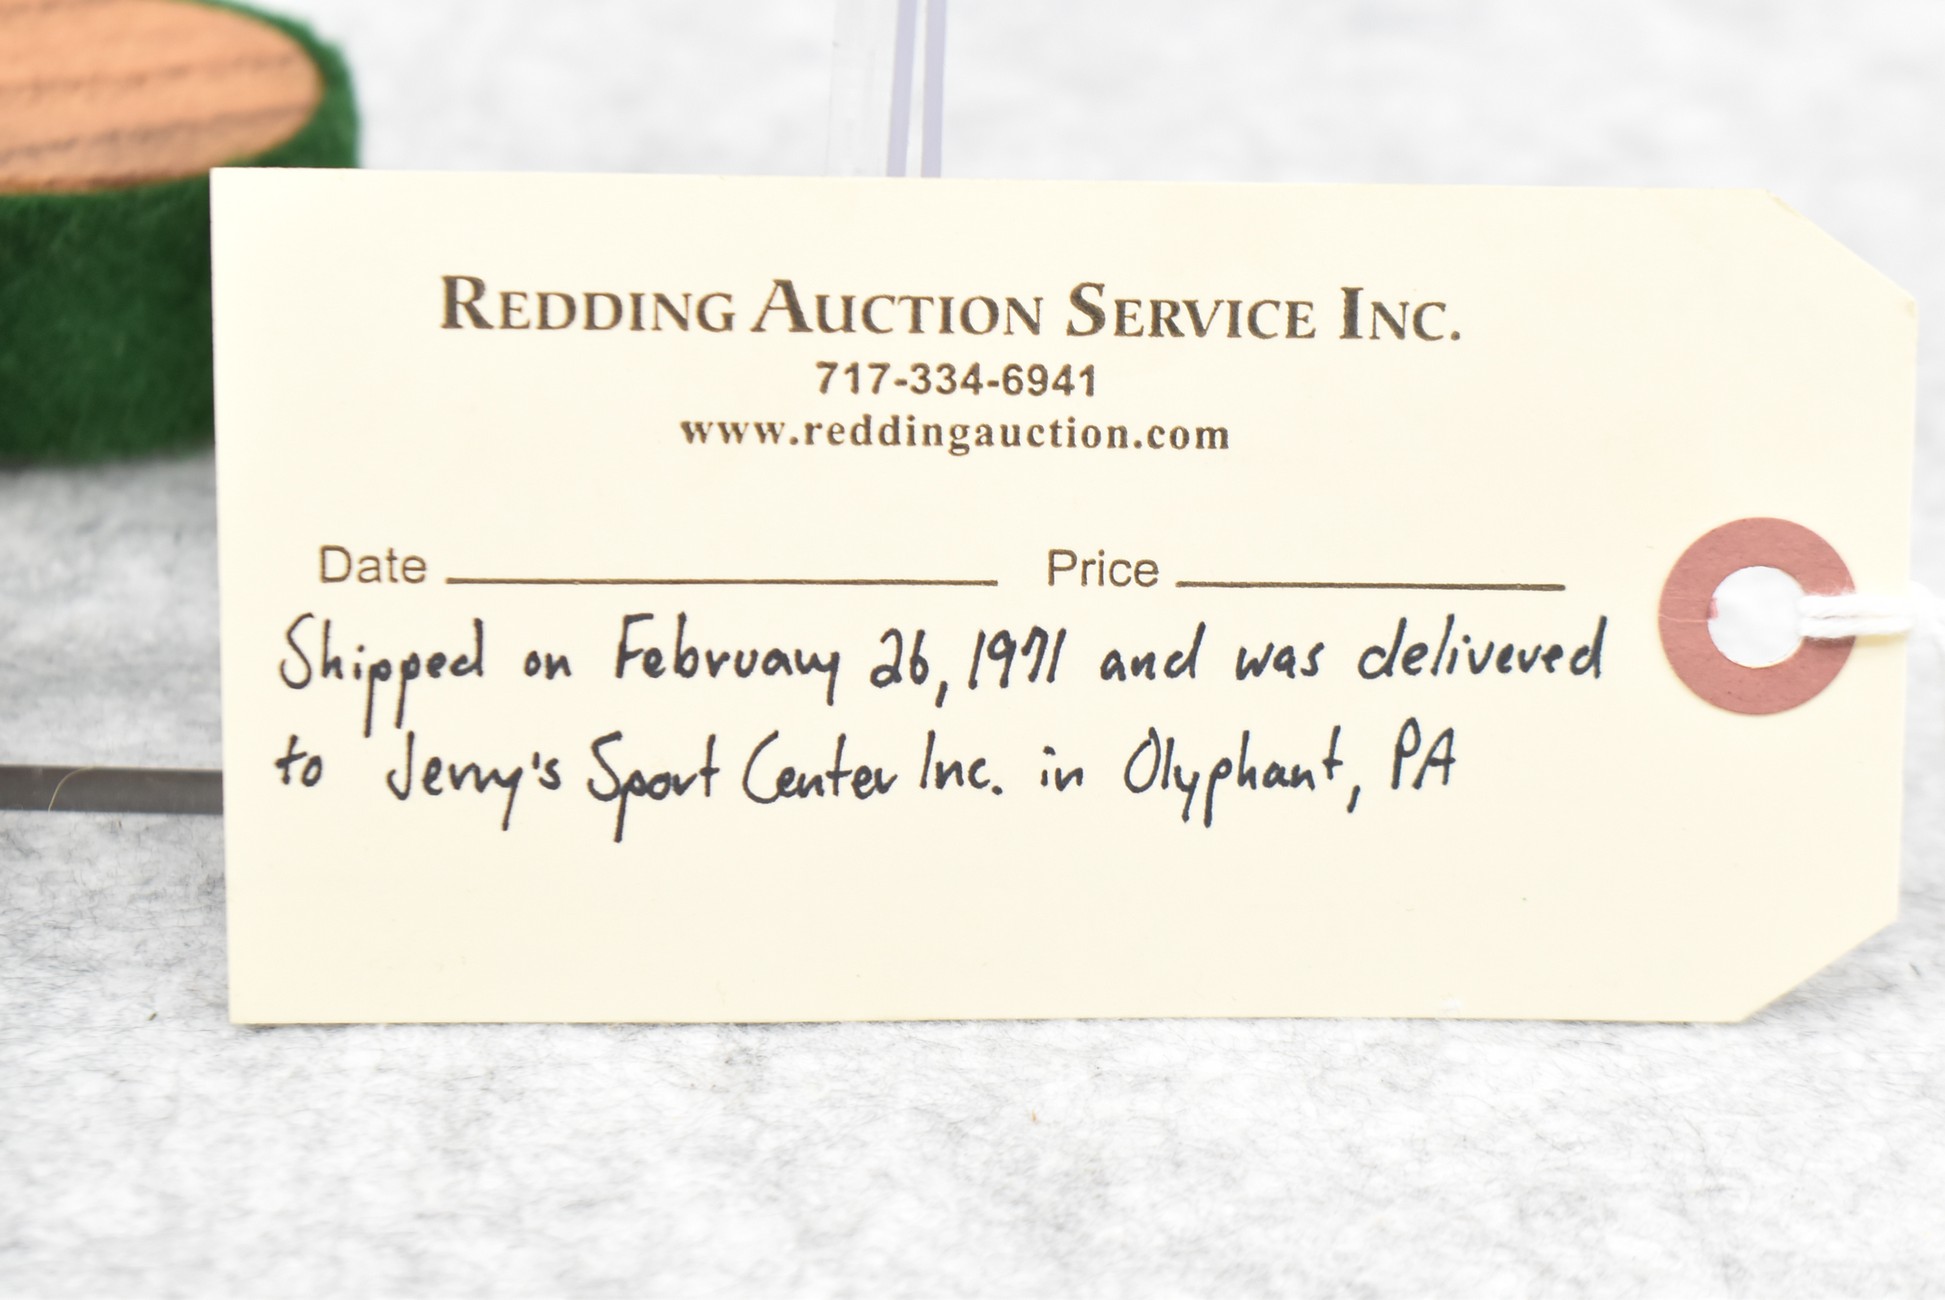 REDDING AUCTION SERVICE INC.
717-334-6941
www.reddingauction.com
Date Price
Shipped on February 26, 1971 and was delivered
to Jerry's Sport Center Inc. in Olyphant, PA